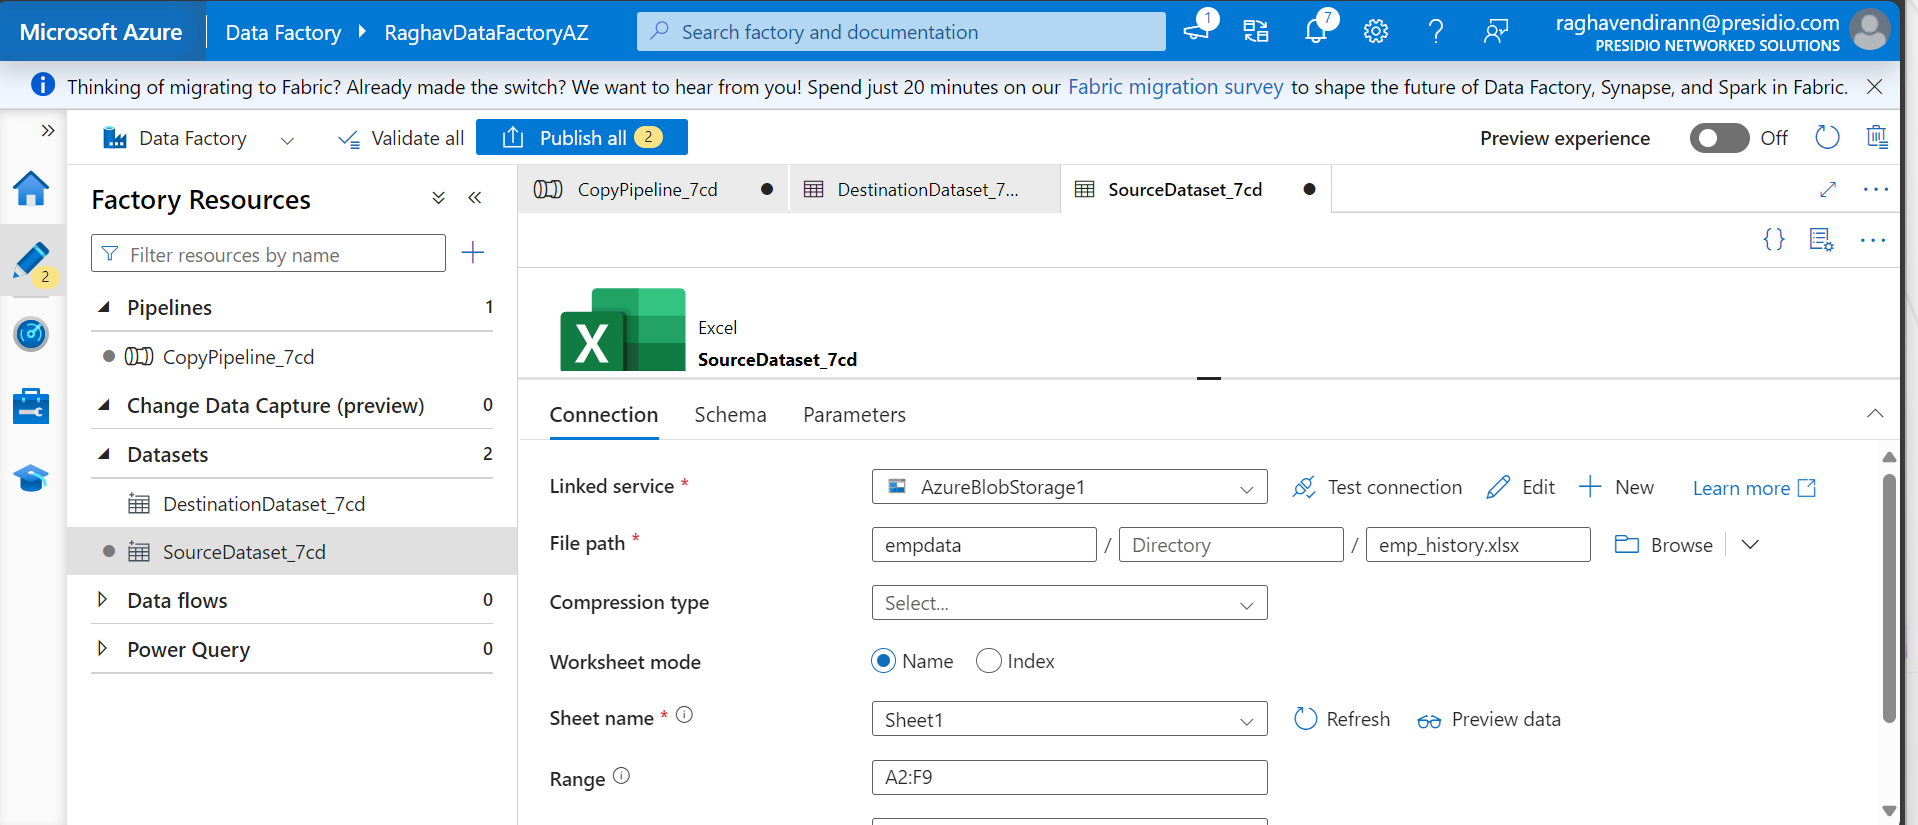 Microsoft Azure
Data Factory
RaghavDataFactoryAZ
Search factory and documentation
1
7
raghavendirann@presidio.com
PRESIDIO NETWORKED SOLUTIONS
Thinking of migrating to Fabric? Already made the switch? We want to hear from you! Spend just 20 minutes on our Fabric migration survey to shape the future of Data Factory, Synapse, and Spark in Fabric.
Data Factory
Validate all
Publish all 2
Preview experience
Off
2
Factory Resources
Filter resources by name
Pipelines 1
CopyPipeline_7cd
Change Data Capture (preview) 0
Datasets 2
DestinationDataset_7cd
SourceDataset_7cd
Data flows 0
Power Query 0
CopyPipeline_7cd
DestinationDataset_7...
SourceDataset_7cd
{}
X
Excel
SourceDataset_7cd
Connection
Schema
Parameters
Linked service *
AzureBlobStorage1
Test connection
Edit
New
Learn more
File path *
empdata / Directory / emp_history.xlsx
Browse
Compression type
Select...
Worksheet mode
Name
Index
Sheet name *
Sheet1
Refresh
Preview data
Range
A2:F9